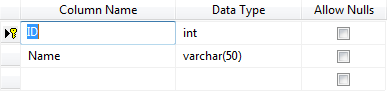 Column Name Data Type Allow Nulls
ID int
Name varchar(50)